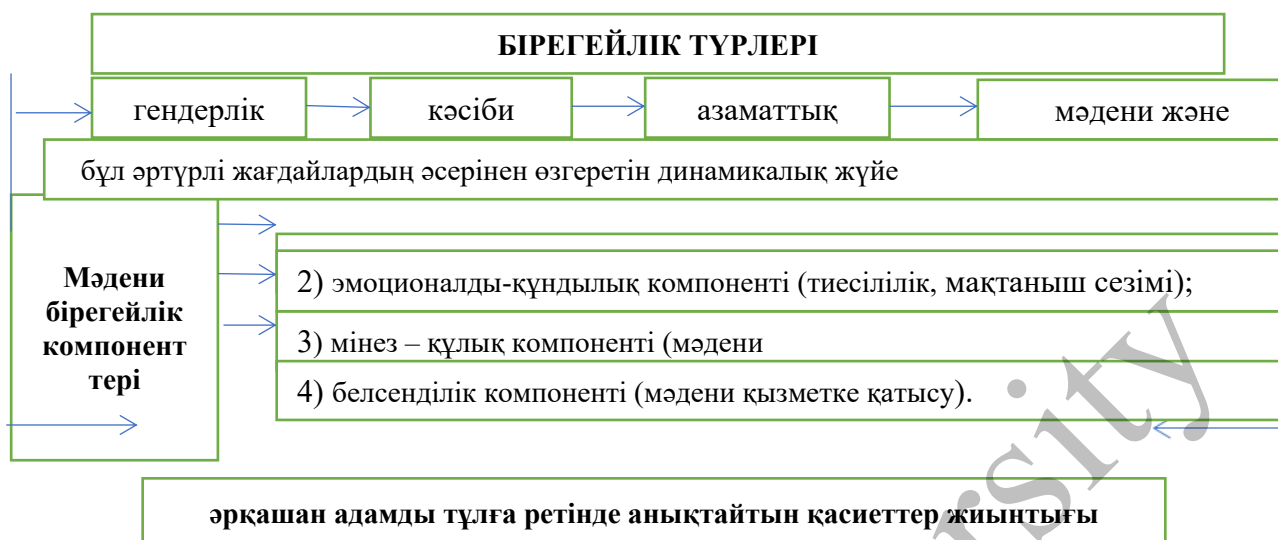 БІРЕГЕЙЛІК ТҮРЛЕРІ
гендерлік
кәсіби
азаматтық
мәдени және
бұл әртүрлі жағдайлардың әсерінен өзгеретін динамикалық жүйе
Мәдени
бірегейлік
компонент
тері
2) эмоционалды-құндылық компоненті (тиесілілік, мақтаныш сезімі);
3) мінез – құлық компоненті (мәдени
4) белсенділік компоненті (мәдени қызметке қатысу).
әрқашан адамды тұлға ретінде анықтайтын қасиеттер жиынтығы
rsity